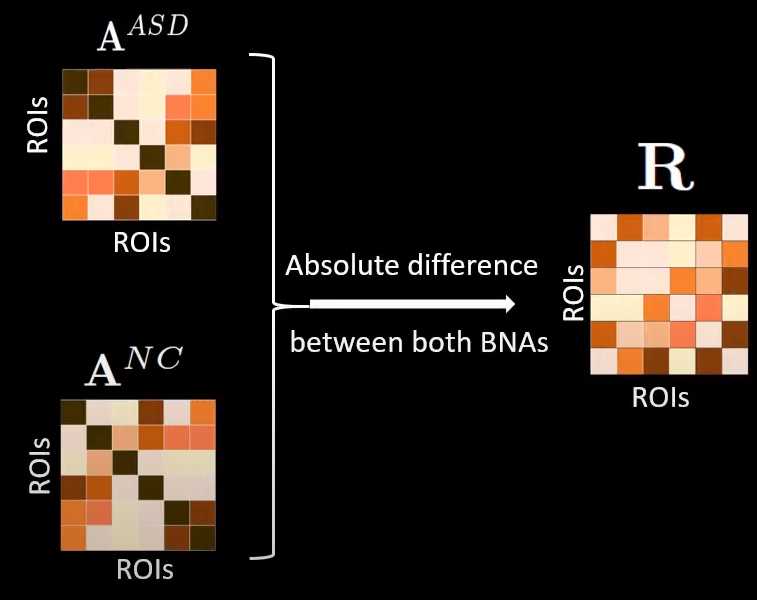 A^ASD
ROIs
ROIs
A^NC
ROIs
ROIs
Absolute difference
between both BNAs
R
ROIs
ROIs